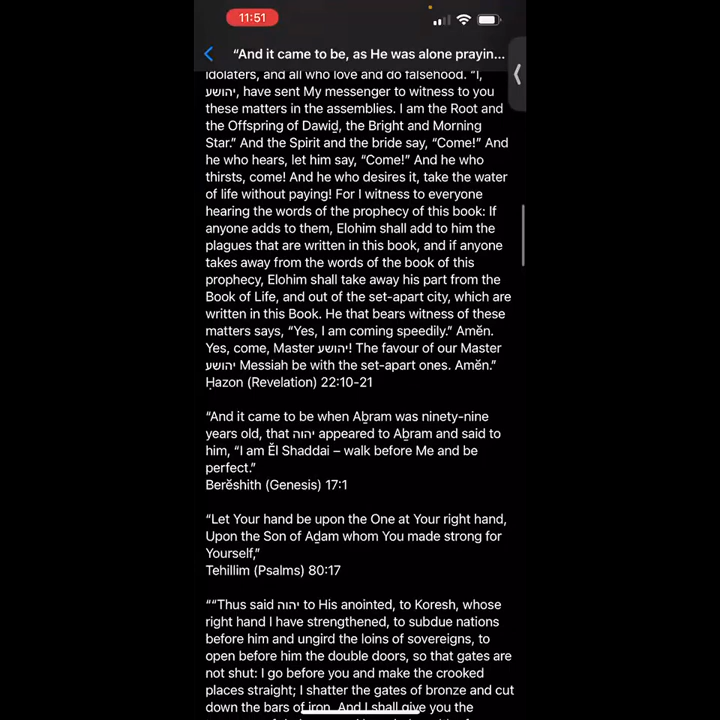 11:51
“And it came to be, as He was alone prayin...
idolaters, and all who love and do falsehood. “I,
יהושע, have sent My messenger to witness to you
these matters in the assemblies. I am the Root and
the Offspring of Dawiḏ, the Bright and Morning
Star.” And the Spirit and the bride say, “Come!” And
he who hears, let him say, “Come!” And he who
thirsts, come! And he who desires it, take the water
of life without paying! For I witness to everyone
hearing the words of the prophecy of this book: If
anyone adds to them, Elohim shall add to him the
plagues that are written in this book, and if anyone
takes away from the words of the book of this
prophecy, Elohim shall take away his part from the
Book of Life, and out of the set-apart city, which are
written in this Book. He that bears witness of these
matters says, “Yes, I am coming speedily.” Amĕn.
Yes, come, Master יהושע! The favour of our Master
יהושע Messiah be with the set-apart ones. Amĕn.”
Ḥazon (Revelation) 22:10-21
“And it came to be when Aḇram was ninety-nine
years old, that יהוה appeared to Aḇram and said to
him, “I am Ĕl Shaddai – walk before Me and be
perfect.”
Berĕshith (Genesis) 17:1
“Let Your hand be upon the One at Your right hand,
Upon the Son of Aḏam whom You made strong for
Yourself,”
Tehillim (Psalms) 80:17
““Thus said יהוה to His anointed, to Koresh, whose
right hand I have strengthened, to subdue nations
before him and ungird the loins of sovereigns, to
open before him the double doors, so that gates are
not shut: I go before you and make the crooked
places straight; I shatter the gates of bronze and cut
down the bars of iron. And I shall give you the